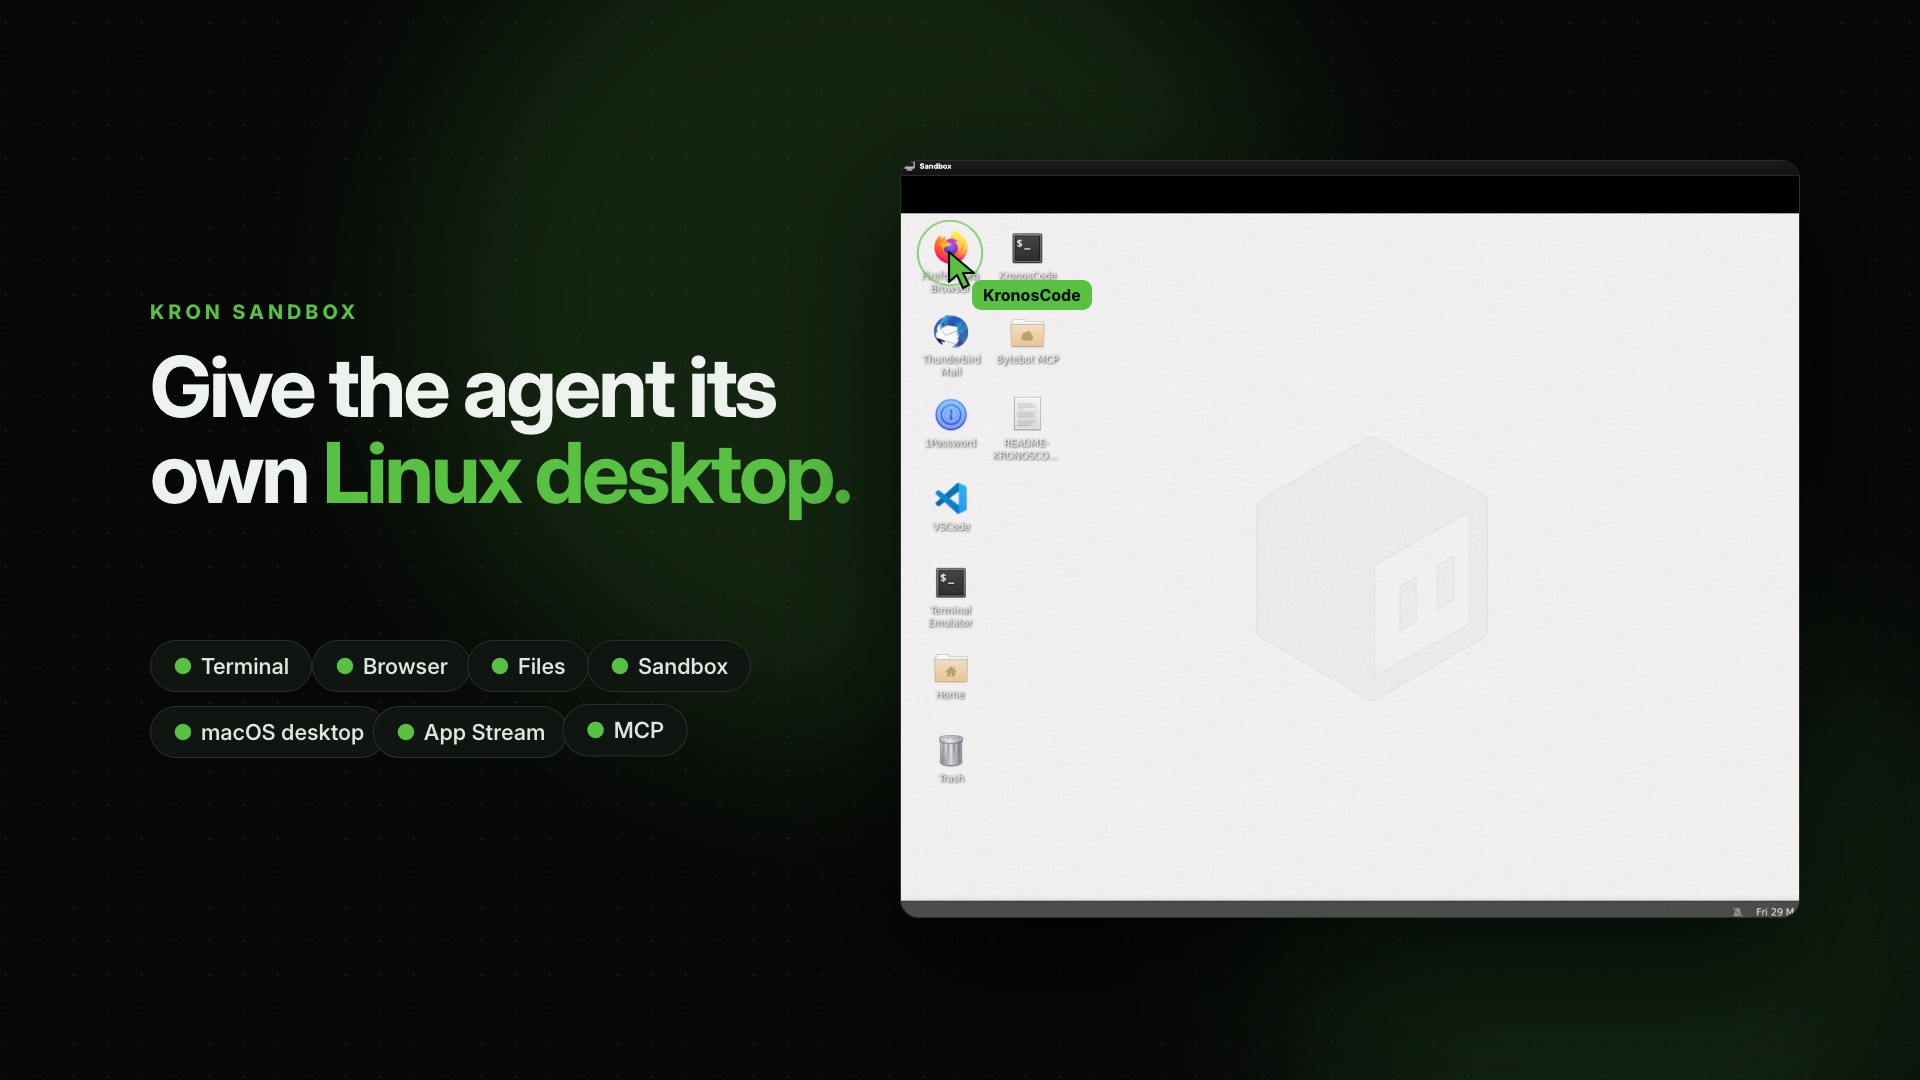 KRON SANDBOX
Give the agent its
own Linux desktop.
Terminal
Browser
Files
Sandbox
macOS desktop
App Stream
MCP
Sandbox
$_
KronosCode
KronosCode
Thunderbird
Mail
Bytebot MCP
1Password
README-
KRONOSCO...
VSCode
$_
Terminal
Emulator
Home
Trash
Fri 29 M